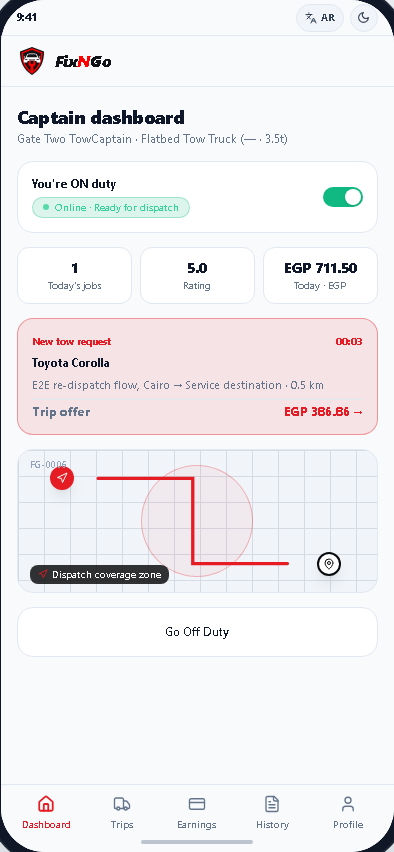 9:41
AR
FixNGo
Captain dashboard
Gate Two TowCaptain · Flatbed Tow Truck (— · 3.5t)
You're ON duty
Online · Ready for dispatch
1
Today's jobs
5.0
Rating
EGP 711.50
Today · EGP
New tow request
00:03
Toyota Corolla
E2E re-dispatch flow, Cairo → Service destination · 0.5 km
Trip offer
EGP 386.86 →
FG-0006
Dispatch coverage zone
Go Off Duty
Dashboard
Trips
Earnings
History
Profile